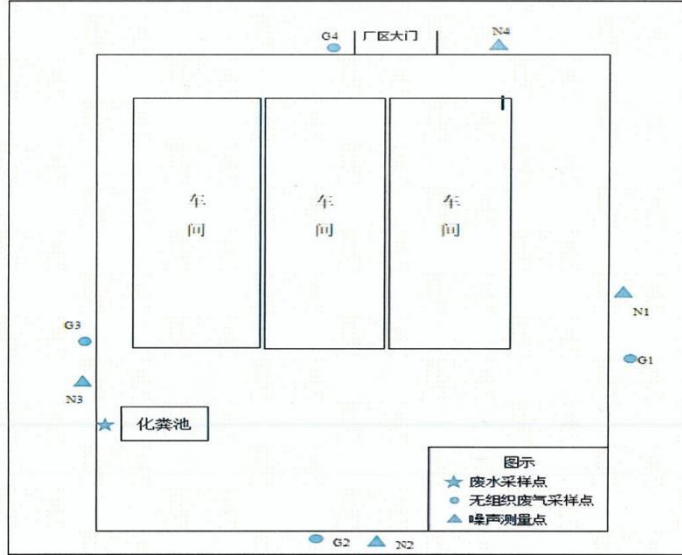 G4
厂区大门
N4
车间
车间
车间
N1
G3
G1
N3
化粪池
图示
废水采样点
无组织废气采样点
噪声测量点
G2
N2